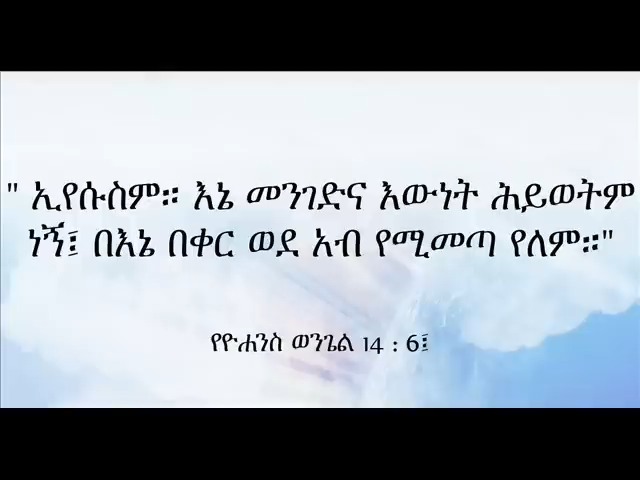 " ኢየሱስም። እኔ መንገድና እውነት ሕይወትም
ነኝ፤ በእኔ በቀር ወደ አብ የሚመጣ የለም።"
የዮሐንስ ወንጌል 14 : 6፤